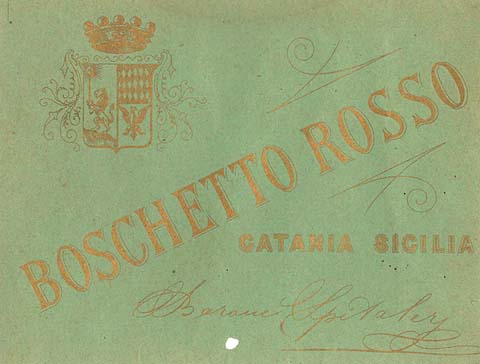 BOSCHETTO ROSSO
CATANIA SICILIA
Barone Spitaleri